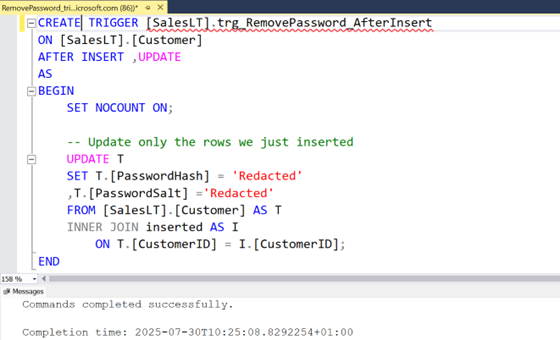 RemovePassword_tri...icrosoft.com (86))*
CREATE TRIGGER [SalesLT].trg_RemovePassword_AfterInsert
ON [SalesLT].[Customer]
AFTER INSERT ,UPDATE
AS
BEGIN
SET NOCOUNT ON;
-- Update only the rows we just inserted
UPDATE T
SET T.[PasswordHash] = 'Redacted'
,T.[PasswordSalt] ='Redacted'
FROM [SalesLT].[Customer] AS T
INNER JOIN inserted AS I
ON T.[CustomerID] = I.[CustomerID];
END
158 %
Messages
Commands completed successfully.
Completion time: 2025-07-30T10:25:08.8292254+01:00